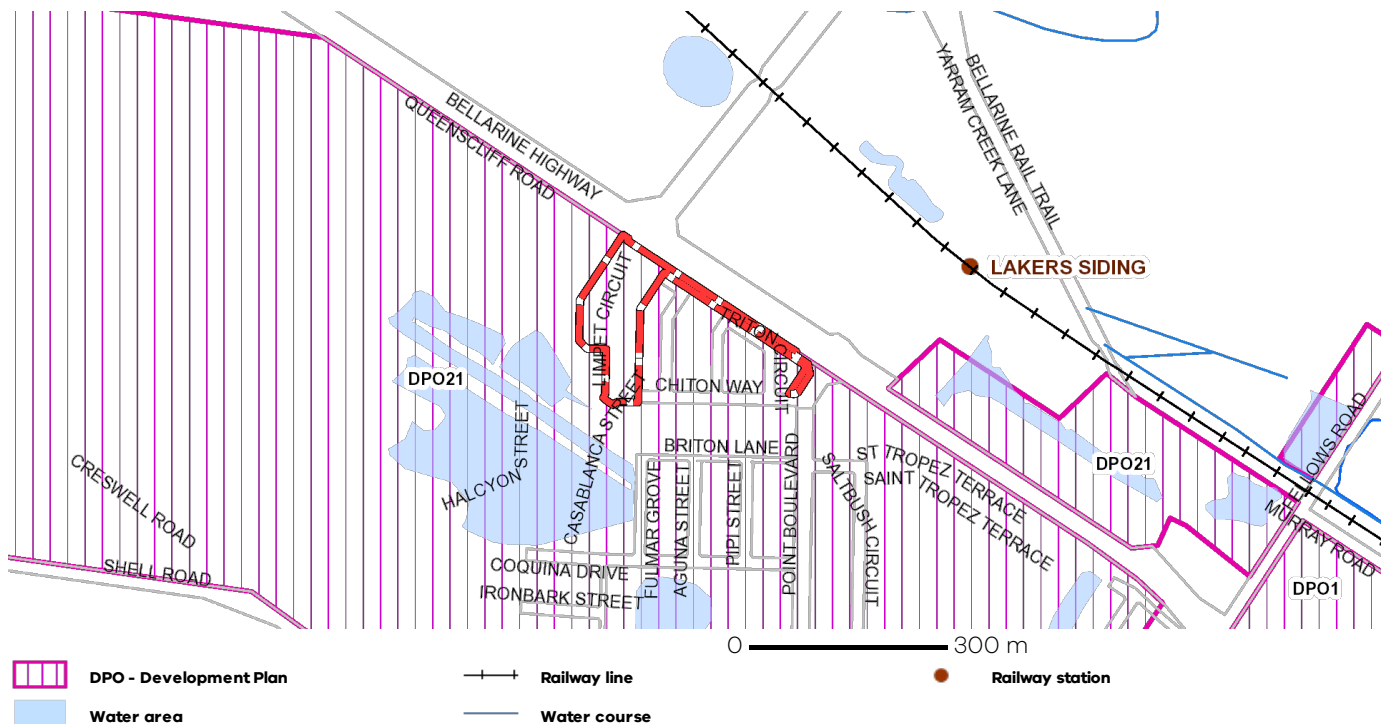 BELLARINE HIGHWAY
QUEENSCLIFF ROAD
YARRAM CREEK LANE
BELLARINE RAIL TRAIL
LAKERS SIDING
LIMPET CIRCUIT
TRITON CIRCUIT
DPO21
CHITON WAY
CASABLANCA STREET
HALCYON STREET
BRITON LANE
ST TROPEZ TERRACE
SAINT TROPEZ TERRACE
DPO21
MURRAY ROAD
CRESWELL ROAD
SHELL ROAD
FULMAR GROVE
AGUNA STREET
PIPI STREET
POINT BOULEVARD
SALTBUSH CIRCUIT
COQUINA DRIVE
IRONBARK STREET
DPO1
0 300 m
DPO - Development Plan
Railway line
Railway station
Water area
Water course